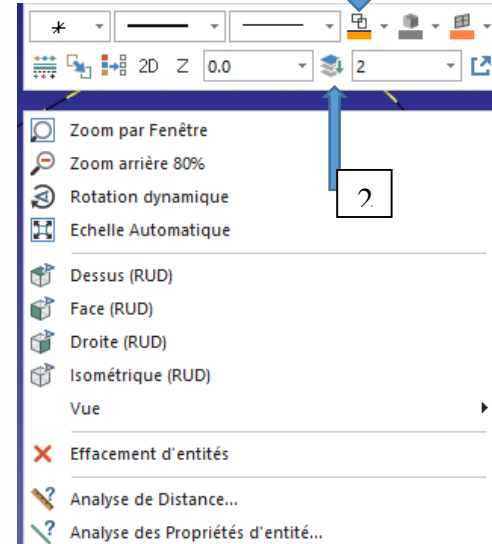 2D Z 0.0 2
Zoom par Fenêtre
Zoom arrière 80%
Rotation dynamique
2
Echelle Automatique
Dessus (RUD)
Face (RUD)
Droite (RUD)
Isométrique (RUD)
Vue
Effacement d'entités
Analyse de Distance...
Analyse des Propriétés d'entité...